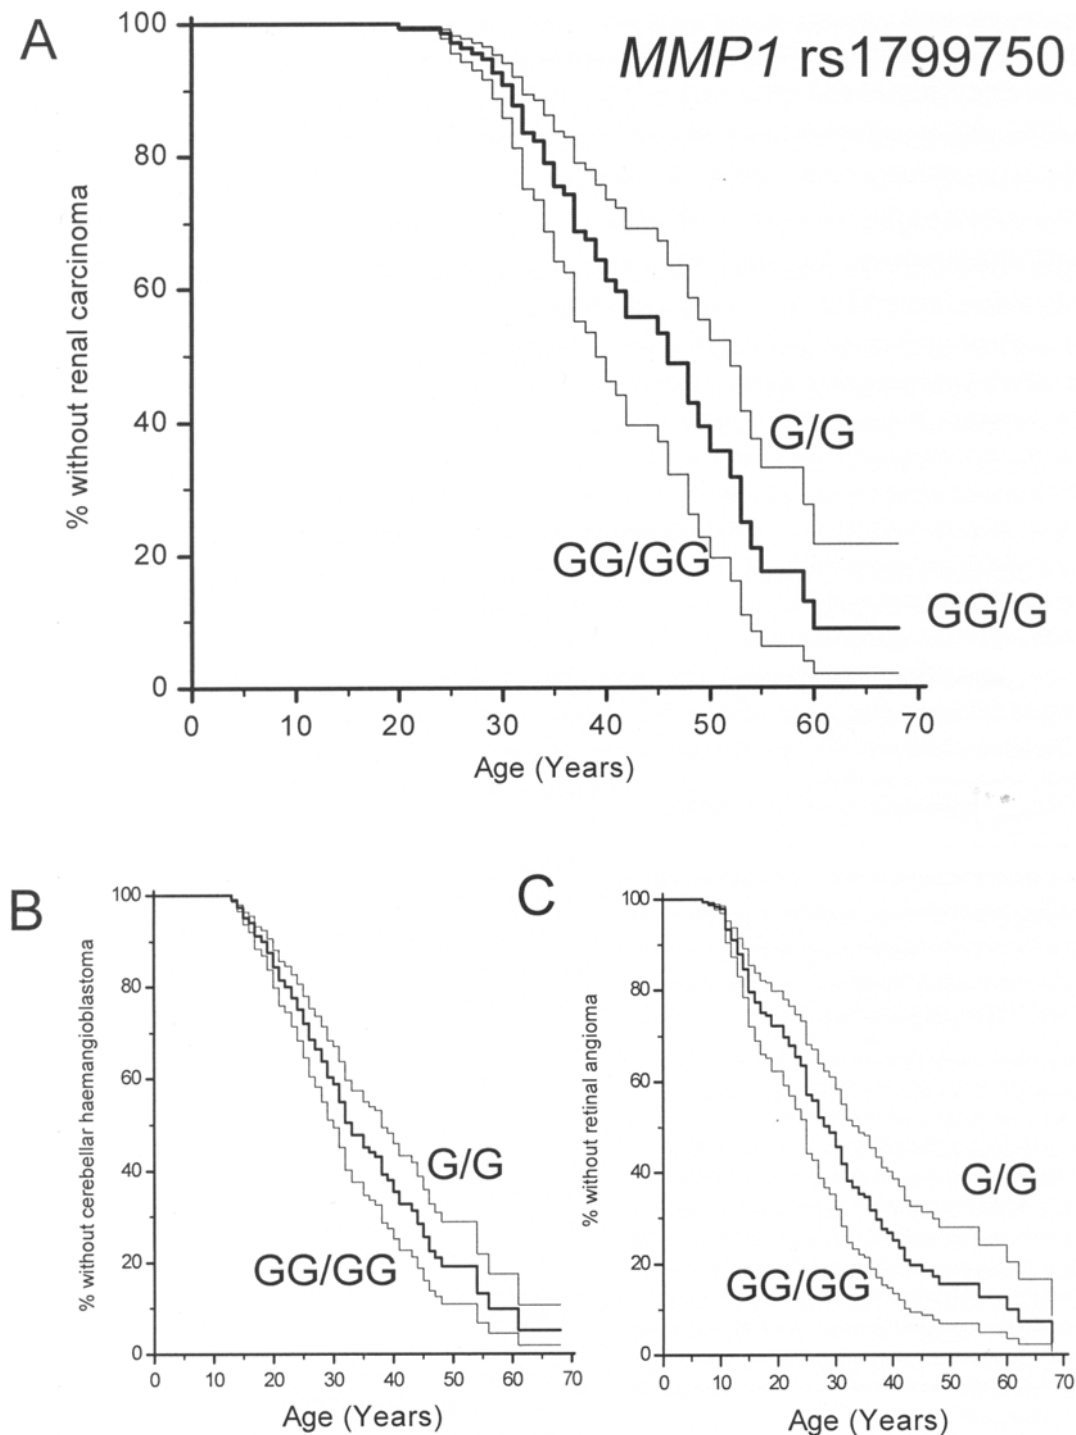 A
MMP1 rs1799750
100
80
60
40
20
0
% without renal carcinoma
G/G
GG/GG
GG/G
0 10 20 30 40 50 60 70
Age (Years)
B
100
80
60
40
20
0
% without cerebellar haemangioblastoma
G/G
GG/GG
0 10 20 30 40 50 60 70
Age (Years)
C
100
80
60
40
20
0
% without retinal angioma
G/G
GG/GG
0 10 20 30 40 50 60 70
Age (Years)